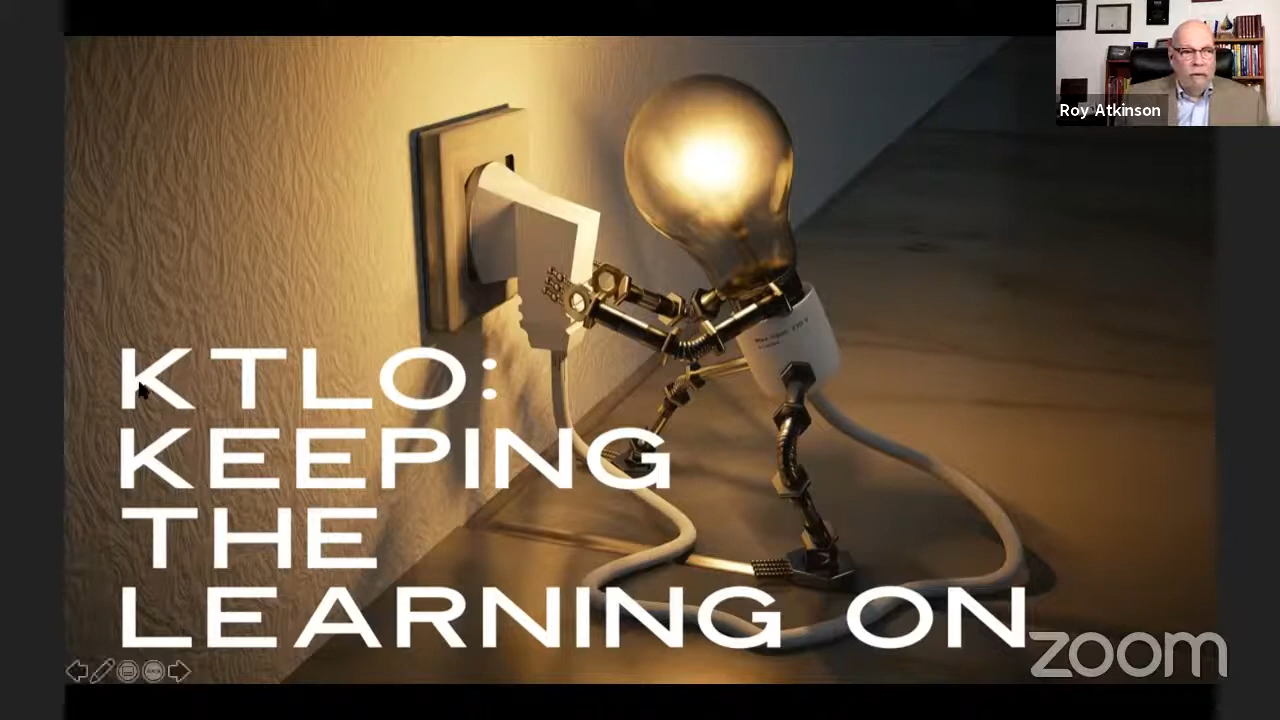 Roy Atkinson
KTLO:
KEEPING
THE
LEARNING ON
zoom